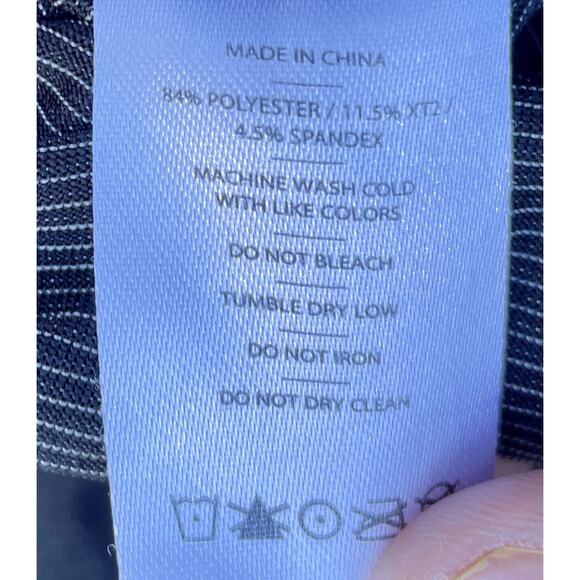 MADE IN CHINA
84% POLYESTER / 11.5% XT2 /
4.5% SPANDEX
MACHINE WASH COLD
WITH LIKE COLORS
DO NOT BLEACH
TUMBLE DRY LOW
DO NOT IRON
DO NOT DRY CLEAN